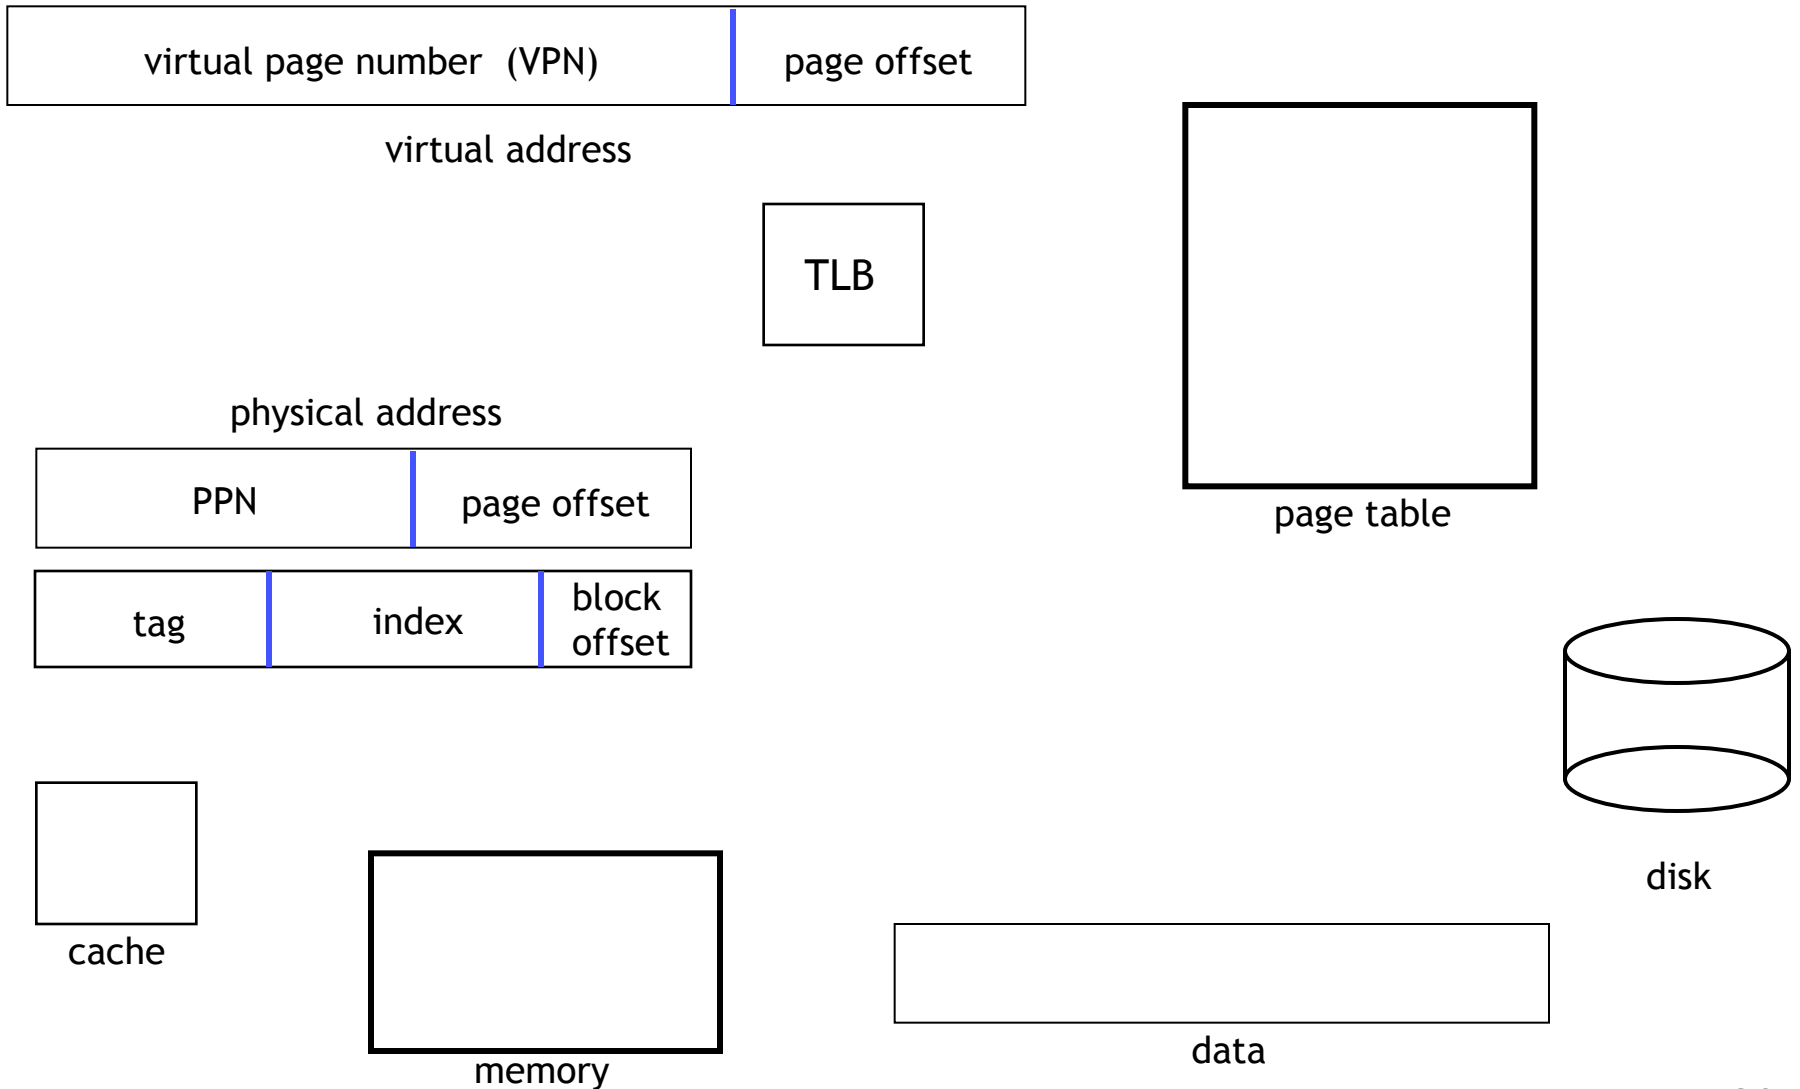 virtual page number (VPN)
page offset
virtual address
TLB
physical address
PPN
page offset
page table
tag
index
block
offset
disk
cache
memory
data